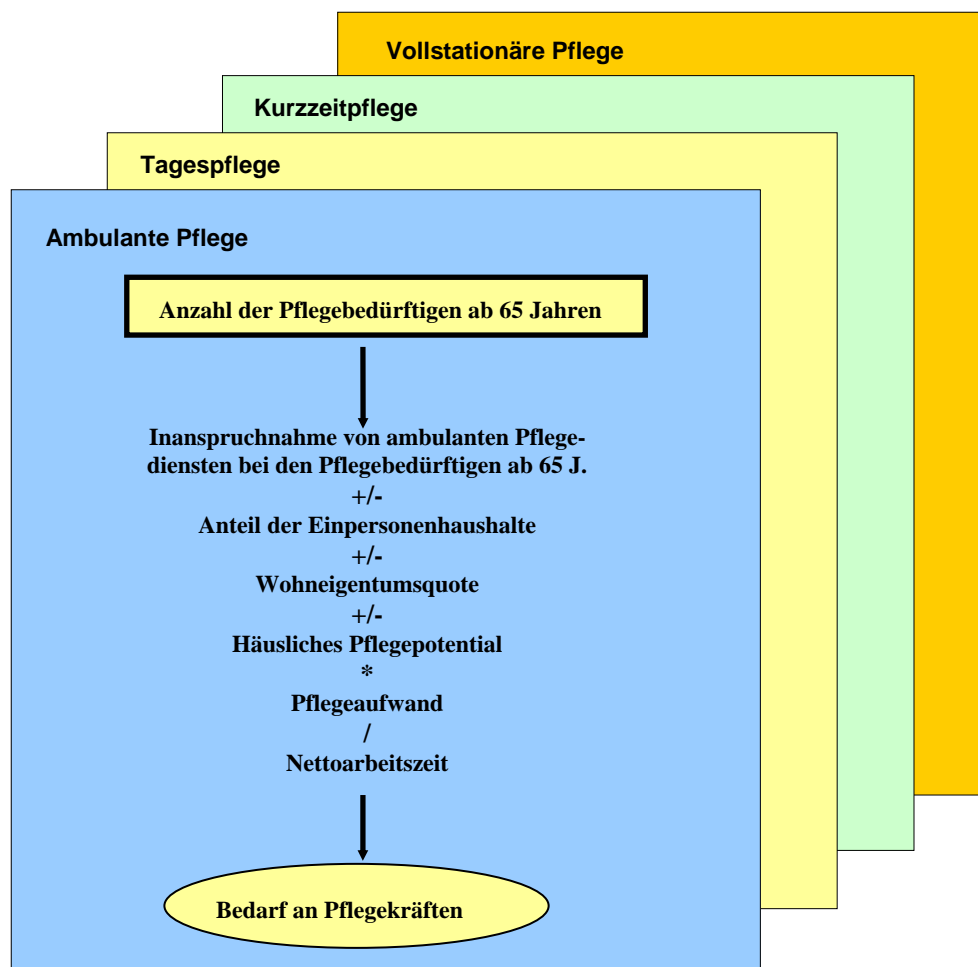 Vollstationäre Pflege
Kurzzeitpflege
Tagespflege
Ambulante Pflege
Anzahl der Pflegebedürftigen ab 65 Jahren
Inanspruchnahme von ambulanten Pflege-
diensten bei den Pflegebedürftigen ab 65 J.
+/-
Anteil der Einpersonenhaushalte
+/-
Wohneigentumsquote
+/-
Häusliches Pflegepotential
*
Pflegeaufwand
/
Nettoarbeitszeit
Bedarf an Pflegekräften